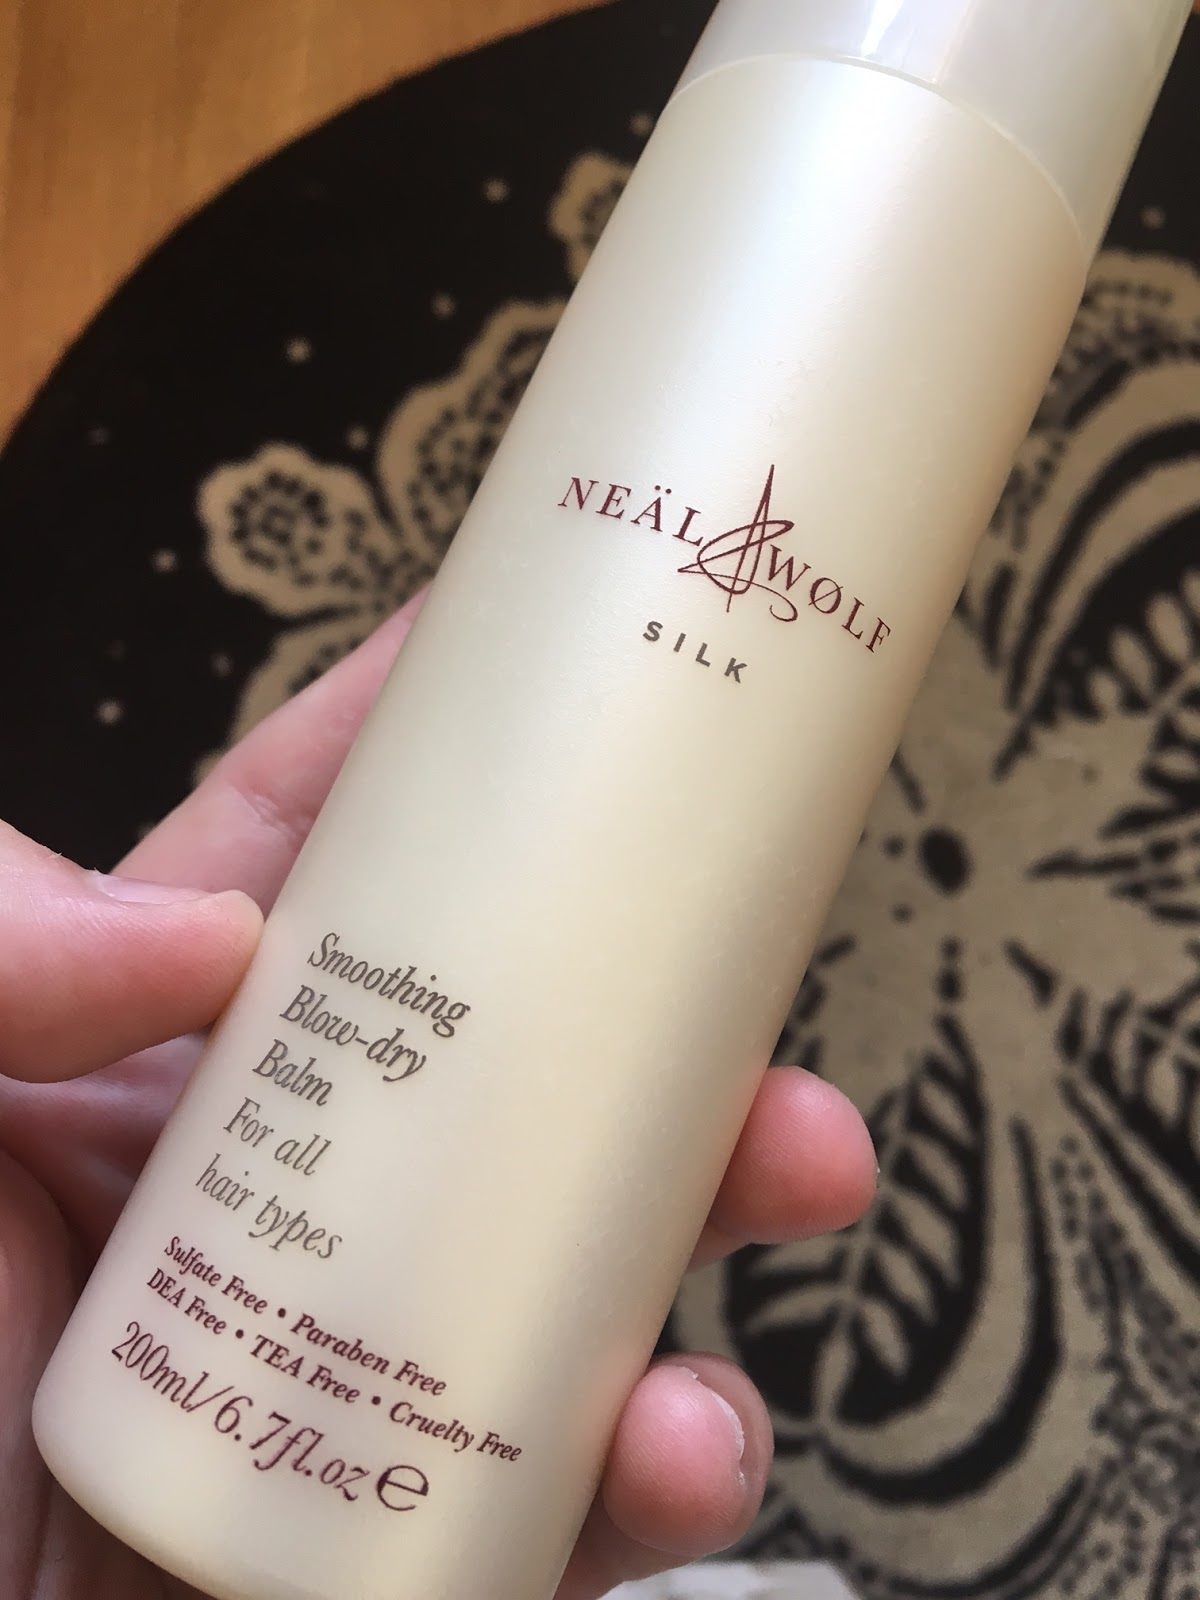 NEÄL & WØLF
SILK
Smoothing
Blow-dry
Balm
For all
hair types
Sulfate Free • Paraben Free
DEA Free • TEA Free • Cruelty Free
200ml/6.7fl.oz ℮